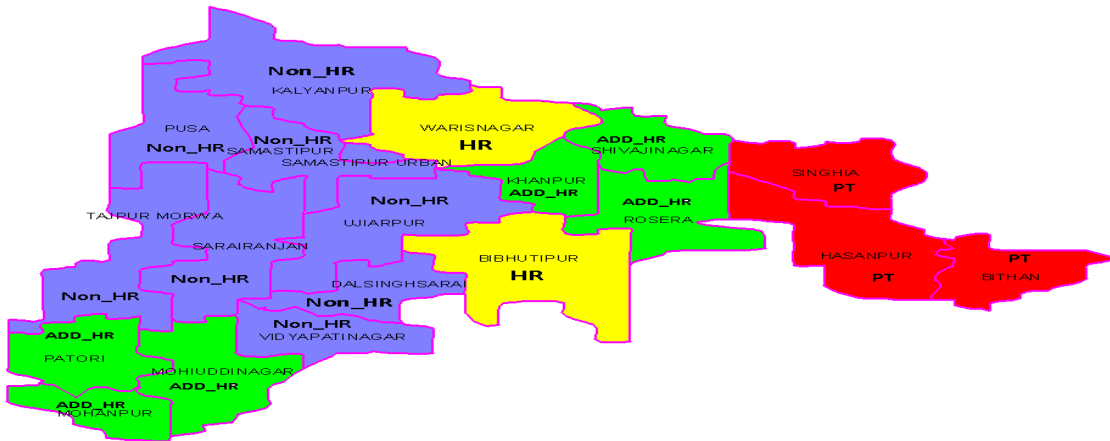 Non_HR
KALYANPUR
PUSA
Non_HR
Non_HR
SAMASTIPUR
SAMASTIPUR URBAN
WARISNAGAR
HR
ADD_HR
SHIVAJINAGAR
KHANPUR
ADD_HR
ADD_HR
ROSERA
SINGHIA
PT
TAJPUR MORWA
Non_HR
UJIARPUR
SARAIRANJAN
BIBHUTIPUR
HR
HASANPUR
PT
PT
BITHAN
Non_HR
Non_HR
DALSINGHSARAI
Non_HR
Non_HR
VIDYAPATINAGAR
ADD_HR
PATORI
MOHIUDDINAGAR
ADD_HR
ADD_HR
MOHANPUR